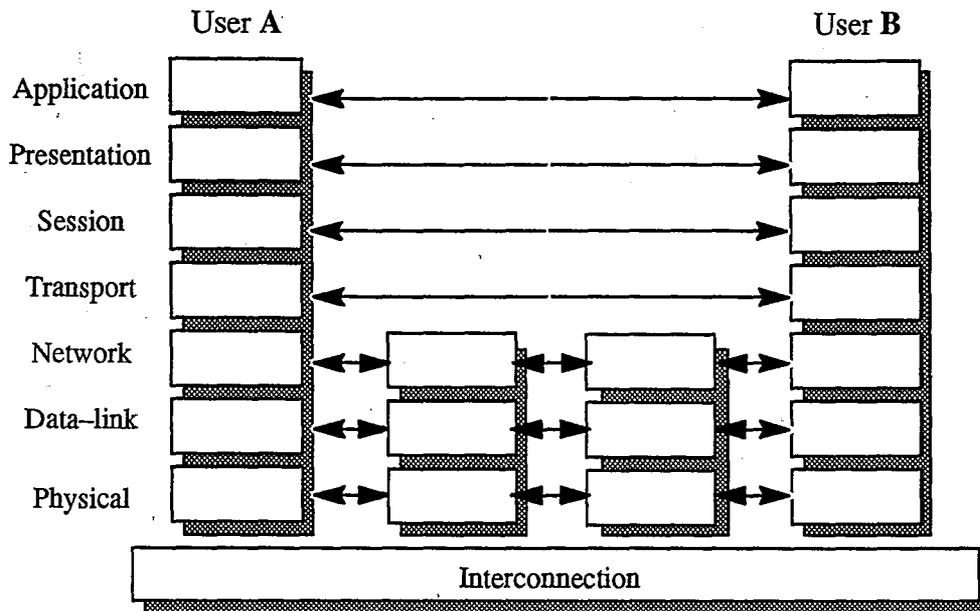 User A
User B
Application
Presentation
Session
Transport
Network
Data–link
Physical
Interconnection